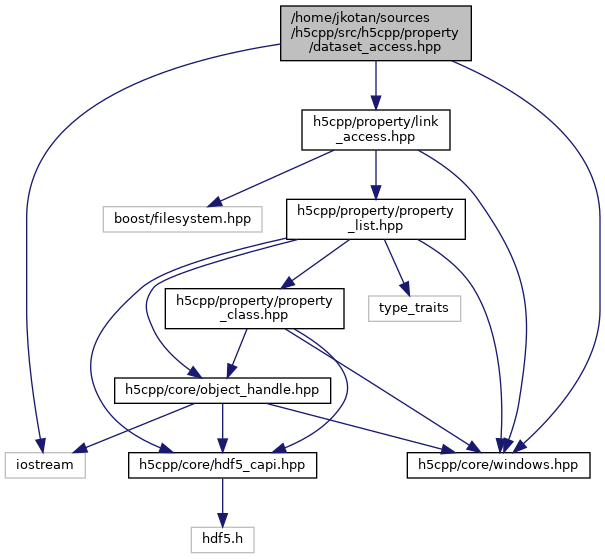 /home/jkotan/sources
/h5cpp/src/h5cpp/property
/dataset_access.hpp
h5cpp/property/link
_access.hpp
boost/filesystem.hpp
h5cpp/property/property
_list.hpp
h5cpp/property/property
_class.hpp
type_traits
h5cpp/core/object_handle.hpp
iostream
h5cpp/core/hdf5_capi.hpp
h5cpp/core/windows.hpp
hdf5.h